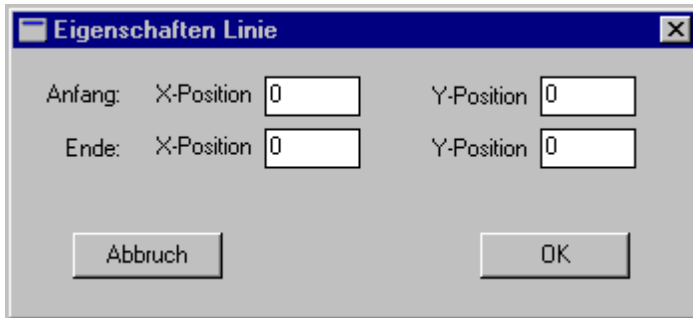 Eigenschaften Linie
Anfang: X-Position 0 Y-Position 0
Ende: X-Position 0 Y-Position 0
Abbruch OK